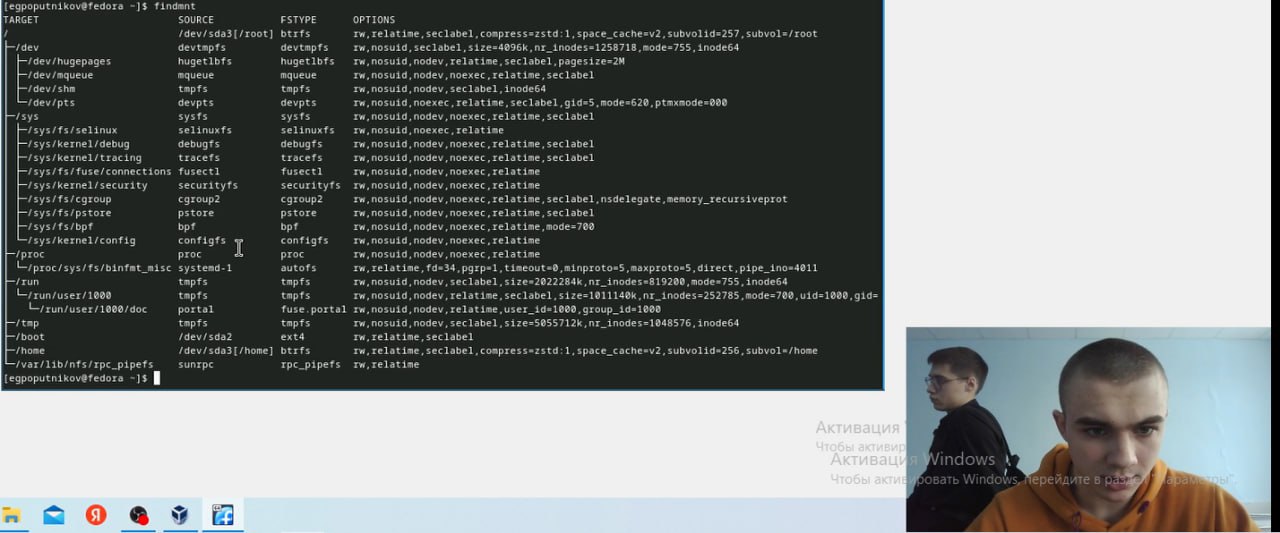 [egpoputnikov@fedora ~]$ findmnt
TARGET SOURCE FSTYPE OPTIONS
/ /dev/sda3[/root] btrfs rw,relatime,seclabel,compress=zstd:1,space_cache=v2,subvolid=257,subvol=/root
├─/dev devtmpfs devtmpfs rw,nosuid,seclabel,size=4096k,nr_inodes=1258718,mode=755,inode64
│ ├─/dev/hugepages hugetlbfs hugetlbfs rw,nosuid,nodev,relatime,seclabel,pagesize=2M
│ ├─/dev/mqueue mqueue mqueue rw,nosuid,nodev,noexec,relatime,seclabel
│ ├─/dev/shm tmpfs tmpfs rw,nosuid,nodev,seclabel,inode64
│ └─/dev/pts devpts devpts rw,nosuid,noexec,relatime,seclabel,gid=5,mode=620,ptmxmode=000
├─/sys sysfs sysfs rw,nosuid,nodev,noexec,relatime,seclabel
│ ├─/sys/fs/selinux selinuxfs selinuxfs rw,nosuid,noexec,relatime
│ ├─/sys/kernel/debug debugfs debugfs rw,nosuid,nodev,noexec,relatime,seclabel
│ ├─/sys/kernel/tracing tracefs tracefs rw,nosuid,nodev,noexec,relatime,seclabel
│ ├─/sys/fs/fuse/connections fusectl fusectl rw,nosuid,nodev,noexec,relatime
│ ├─/sys/kernel/security securityfs securityfs rw,nosuid,nodev,noexec,relatime
│ ├─/sys/fs/cgroup cgroup2 cgroup2 rw,nosuid,nodev,noexec,relatime,seclabel,nsdelegate,memory_recursiveprot
│ ├─/sys/fs/pstore pstore pstore rw,nosuid,nodev,noexec,relatime,seclabel
│ ├─/sys/fs/bpf bpf bpf rw,nosuid,nodev,noexec,relatime,mode=700
│ └─/sys/kernel/config configfs configfs rw,nosuid,nodev,noexec,relatime
├─/proc proc proc rw,nosuid,nodev,noexec,relatime
│ └─/proc/sys/fs/binfmt_misc systemd-1 autofs rw,relatime,fd=34,pgrp=1,timeout=0,minproto=5,maxproto=5,direct,pipe_ino=4011
├─/run tmpfs tmpfs rw,nosuid,nodev,seclabel,size=2022284k,nr_inodes=819200,mode=755,inode64
│ └─/run/user/1000 tmpfs tmpfs rw,nosuid,nodev,relatime,seclabel,size=1011140k,nr_inodes=252785,mode=700,uid=1000,gid=
│ └─/run/user/1000/doc portal fuse.portal rw,nosuid,nodev,relatime,user_id=1000,group_id=1000
├─/tmp tmpfs tmpfs rw,nosuid,nodev,seclabel,size=5055712k,nr_inodes=1048576,inode64
├─/boot /dev/sda2 ext4 rw,relatime,seclabel
├─/home /dev/sda3[/home] btrfs rw,relatime,seclabel,compress=zstd:1,space_cache=v2,subvolid=256,subvol=/home
└─/var/lib/nfs/rpc_pipefs sunrpc rpc_pipefs rw,relatime
[egpoputnikov@fedora ~]$
Активация
Чтобы активир
Активация Windows
Чтобы активировать Windows, перейдите в раздел "Параметры".
Я